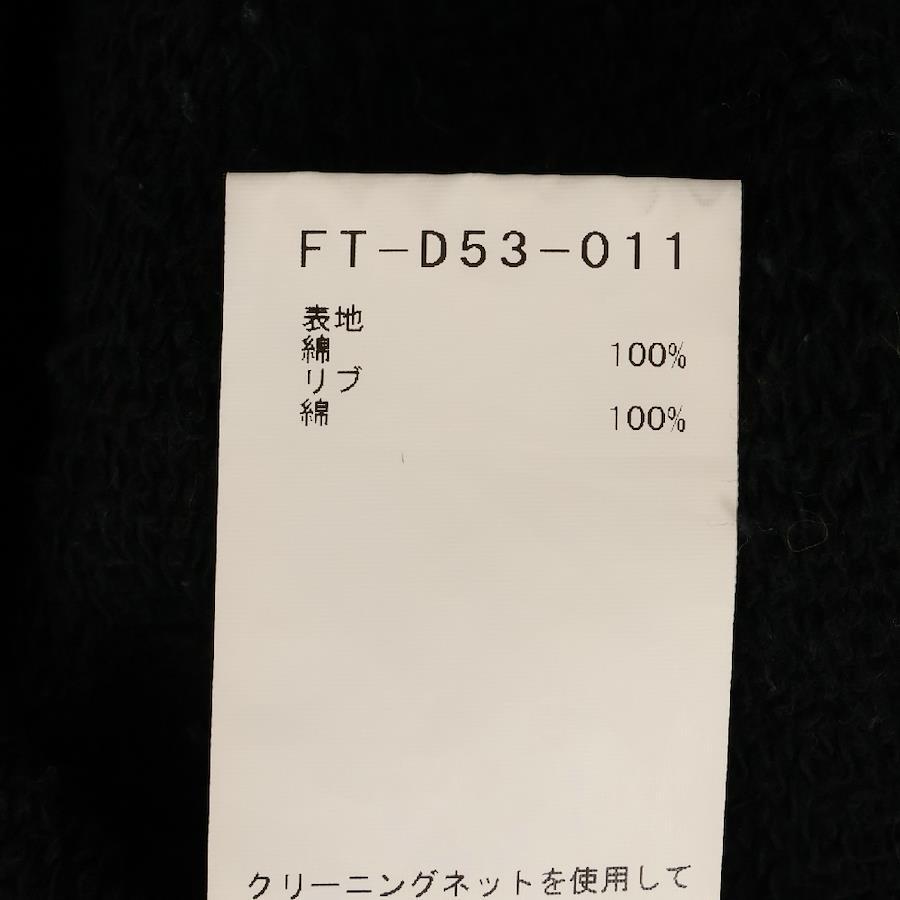 FT-D53-011
表地
綿 100%
リブ
綿 100%
クリーニングネットを使用して